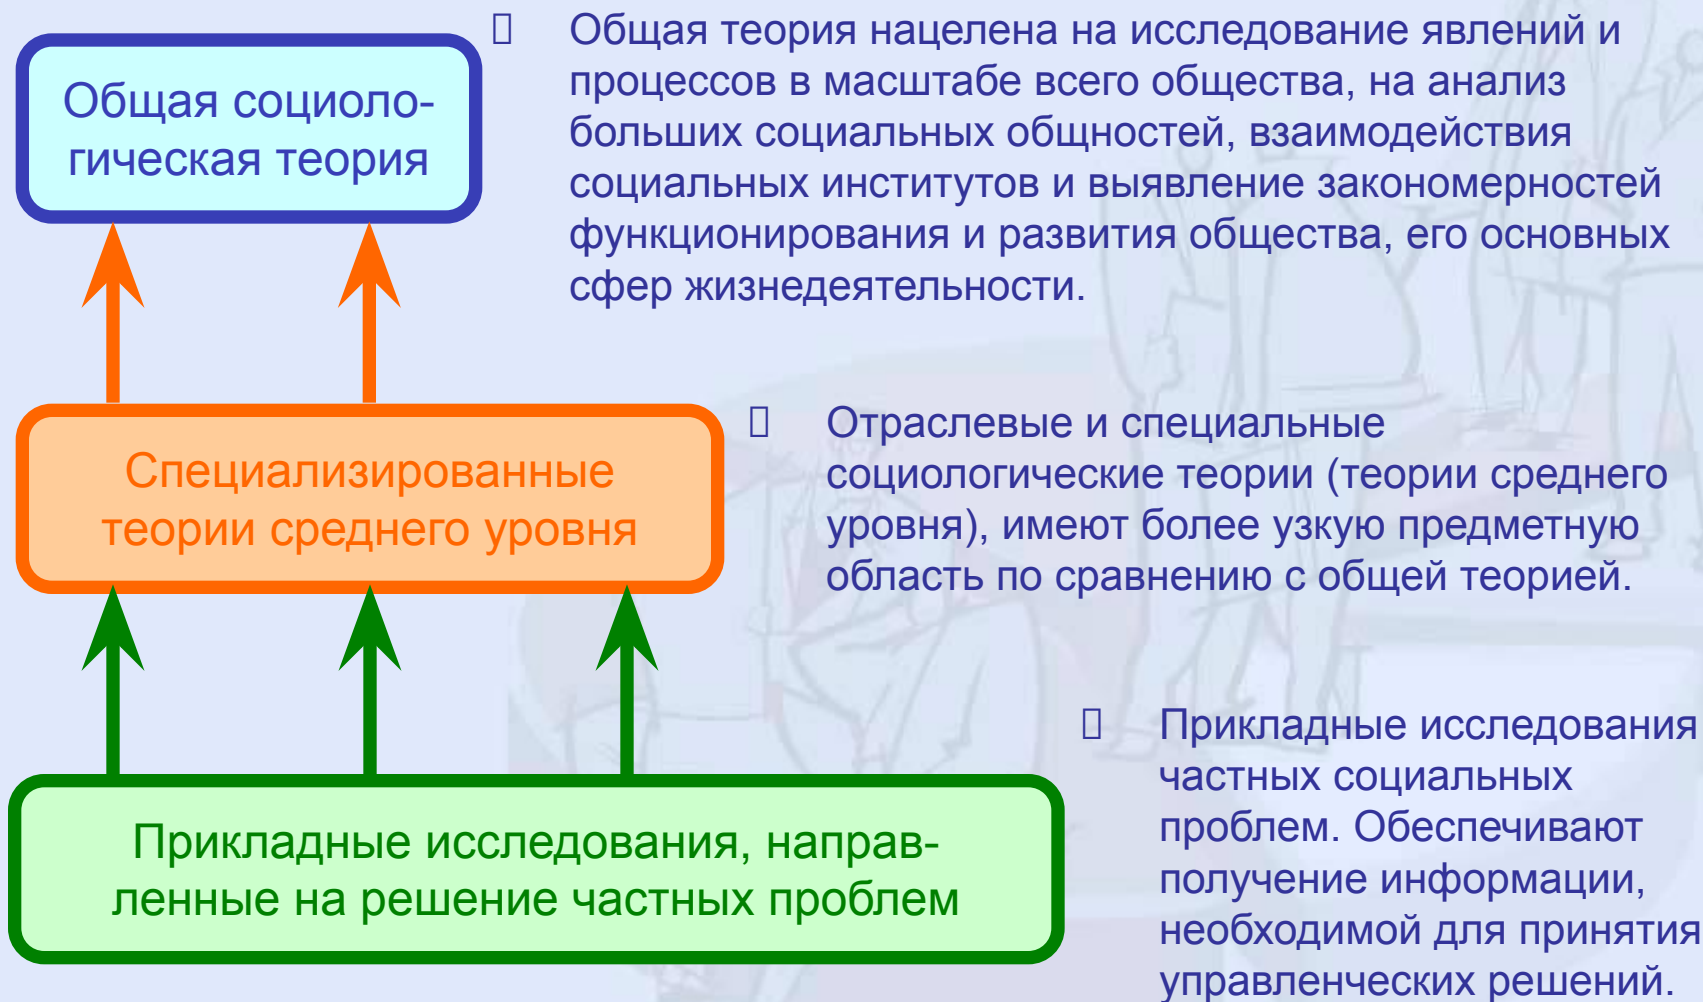 Общая социоло-
гическая теория
Общая теория нацелена на исследование явлений и
процессов в масштабе всего общества, на анализ
больших социальных общностей, взаимодействия
социальных институтов и выявление закономерностей
функционирования и развития общества, его основных
сфер жизнедеятельности.
Специализированные
теории среднего уровня
Отраслевые и специальные
социологические теории (теории среднего
уровня), имеют более узкую предметную
область по сравнению с общей теорией.
Прикладные исследования, направ-
ленные на решение частных проблем
Прикладные исследования
частных социальных
проблем. Обеспечивают
получение информации,
необходимой для принятия
управленческих решений.